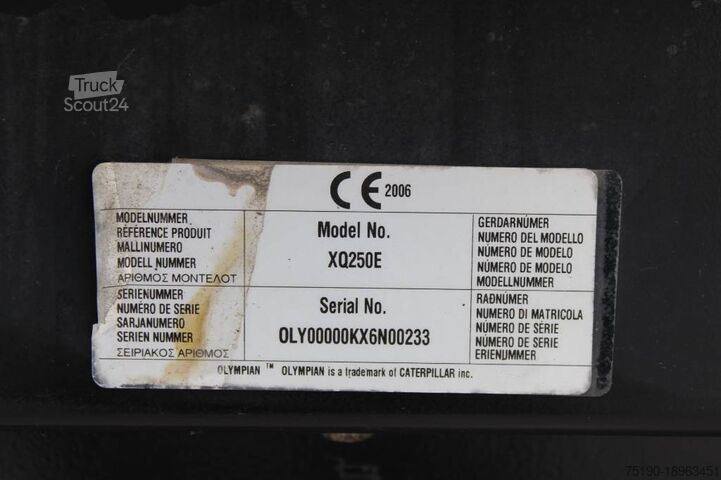 Truck
Scout24
CE 2006
MODELNUMMER
RÉFÉRENCE PRODUIT
MALLINUMERO
MODELL NUMMER
ΑΡΙΘΜΟΣ ΜΟΝΤΕΛΟΤ
Model No.
XQ250E
GERDARNÚMER
NUMERO DEL MODELLO
NÚMERO DE MODELO
NÚMERO DE MODELO
MODELLNUMMER
SERIENUMMER
NUMÉRO DE SERIE
SARJANUMERO
SERIEN NUMMER
ΣΕΙΡΙΑΚΟΣ ΑΡΙΘΜΟΣ
Serial No.
OLY00000KX6N00233
RAÐNÚMER
NUMERO DI MATRICOLA
NÚMERO DE SÉRIE
NÚMERO DE SERIE
ERIENUMMER
OLYMPIAN ™ OLYMPIAN is a trademark of CATERPILLAR inc.
75190-18963451